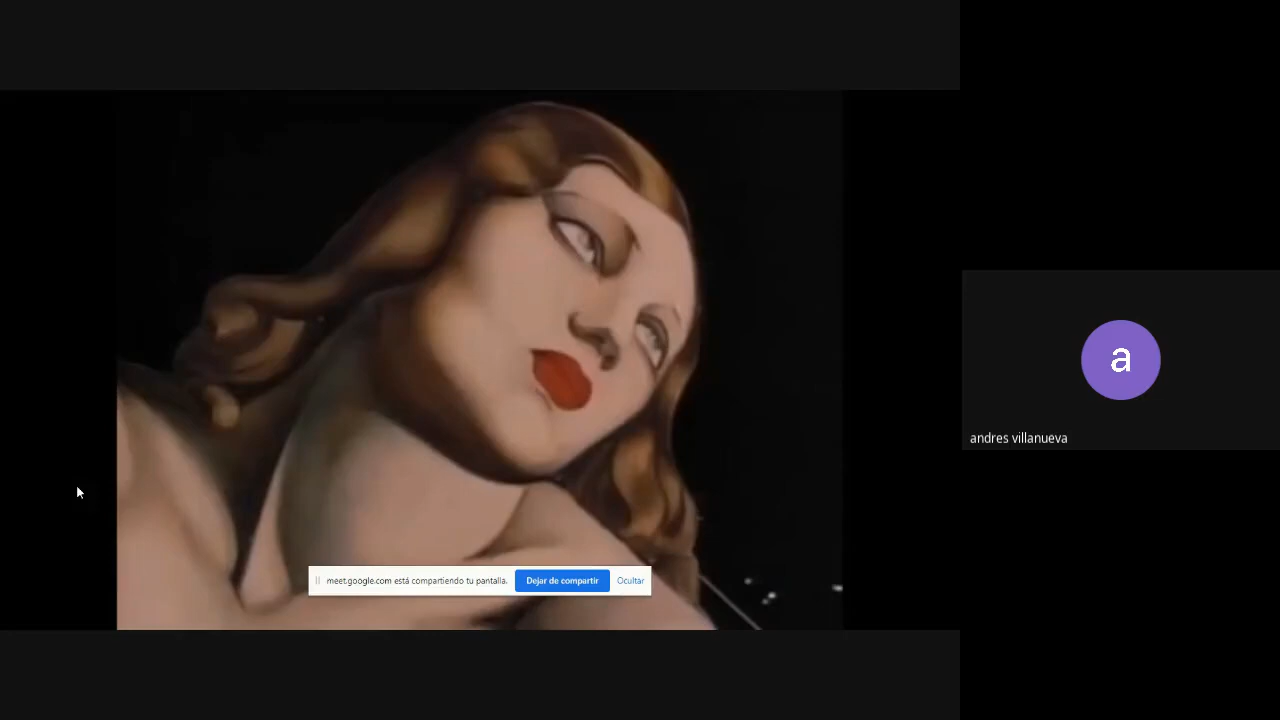 a
andres villanueva
meet.google.com está compartiendo tu pantalla.
Dejar de compartir
Ocultar